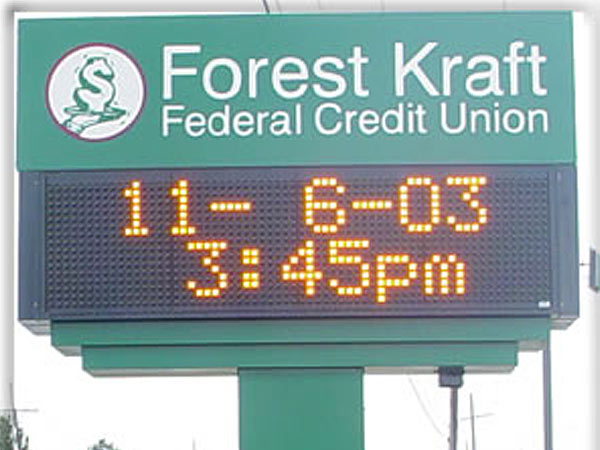 Forest Kraft
Federal Credit Union
11- 6-03
3:45pm